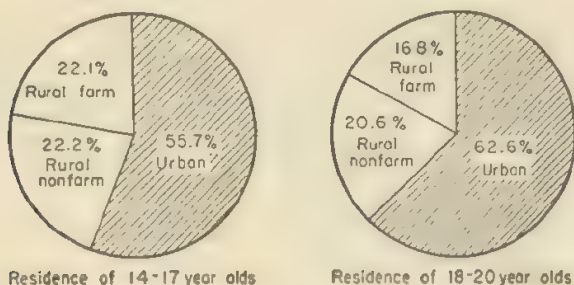 22.1%
Rural farm
22.2%
Rural
nonfarm
55.7%
Urban
Residence of 14-17 year olds
16.8%
Rural
farm
20.6%
Rural
nonfarm
62.6%
Urban
Residence of 18-20 year olds